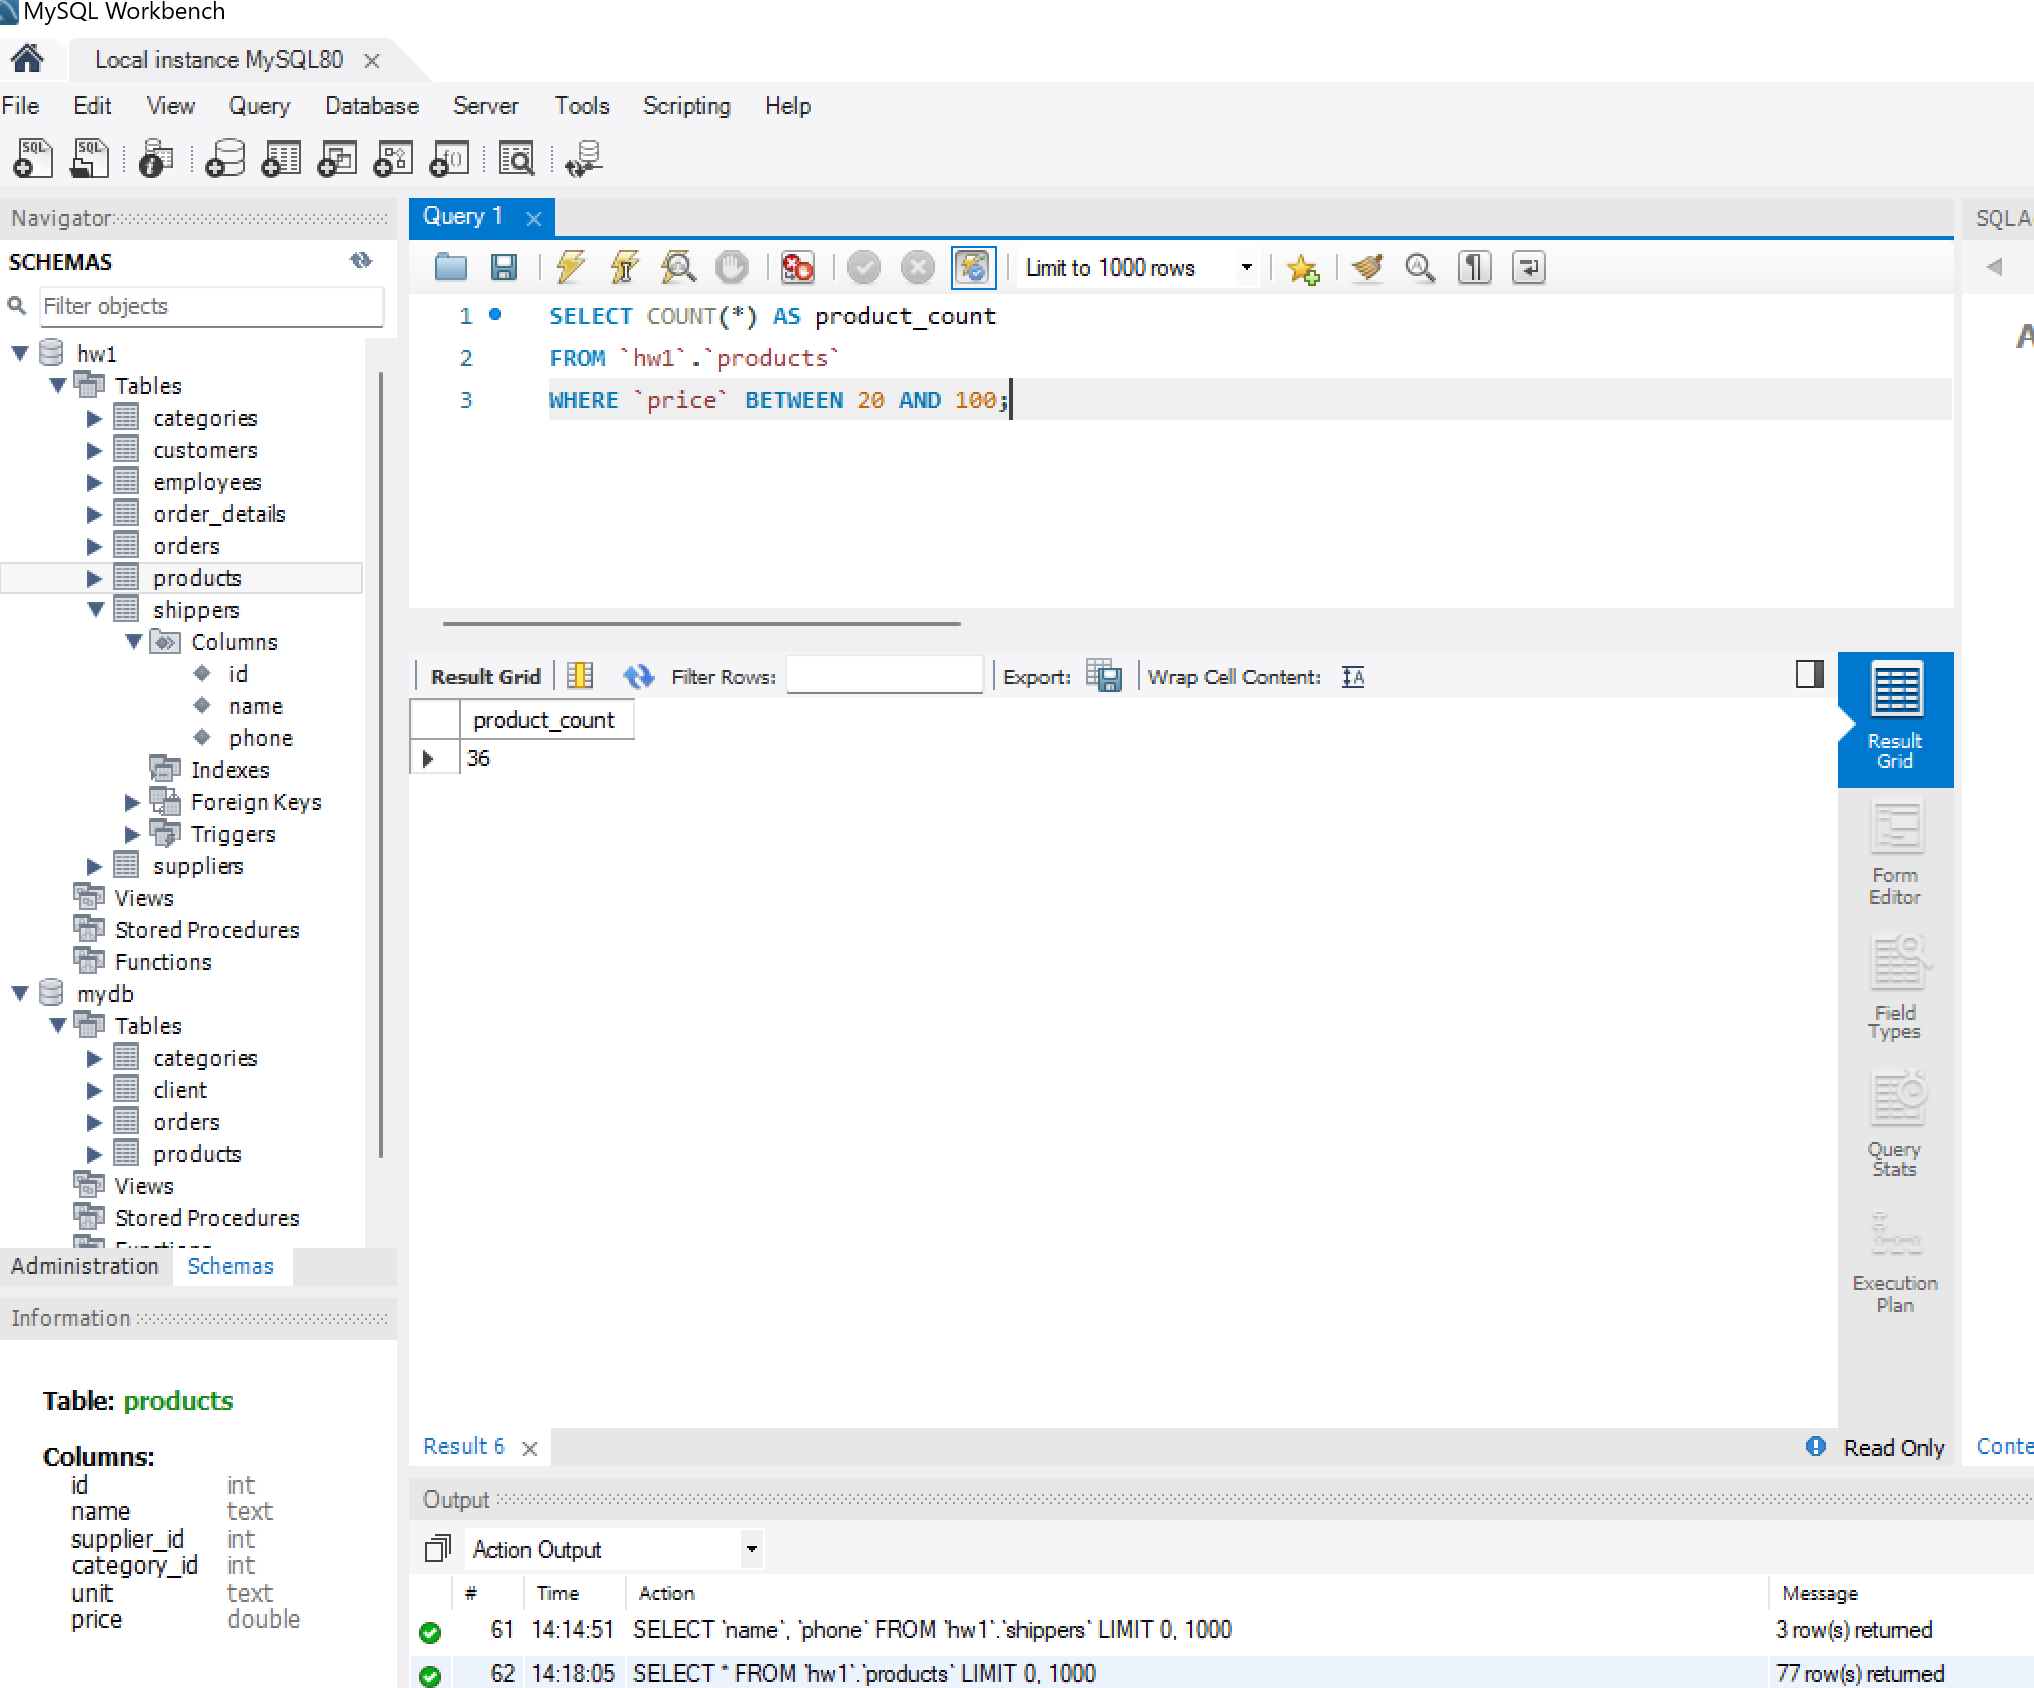 MySQL Workbench
Local instance MySQL80
File Edit View Query Database Server Tools Scripting Help
Navigator
SCHEMAS
Filter objects
hw1
Tables
categories
customers
employees
order_details
orders
products
shippers
Columns
id
name
phone
Indexes
Foreign Keys
Triggers
suppliers
Views
Stored Procedures
Functions
mydb
Tables
categories
client
orders
products
Views
Stored Procedures
Functions
Administration Schemas
Information
Table: products
Columns:
id int
name text
supplier_id int
category_id int
unit text
price double
Query 1
Limit to 1000 rows
1 SELECT COUNT(*) AS product_count
2 FROM `hw1`.`products`
3 WHERE `price` BETWEEN 20 AND 100;
Result Grid Filter Rows: Export: Wrap Cell Content:
product_count
36
Result
Grid
Form
Editor
Field
Types
Query
Stats
Execution
Plan
Result 6
Read Only
Output
Action Output
# Time Action Message
61 14:14:51 SELECT `name`, `phone` FROM `hw1`.`shippers` LIMIT 0, 1000 3 row(s) returned
62 14:18:05 SELECT * FROM `hw1`.`products` LIMIT 0, 1000 77 row(s) returned
SQLA
A
Conte